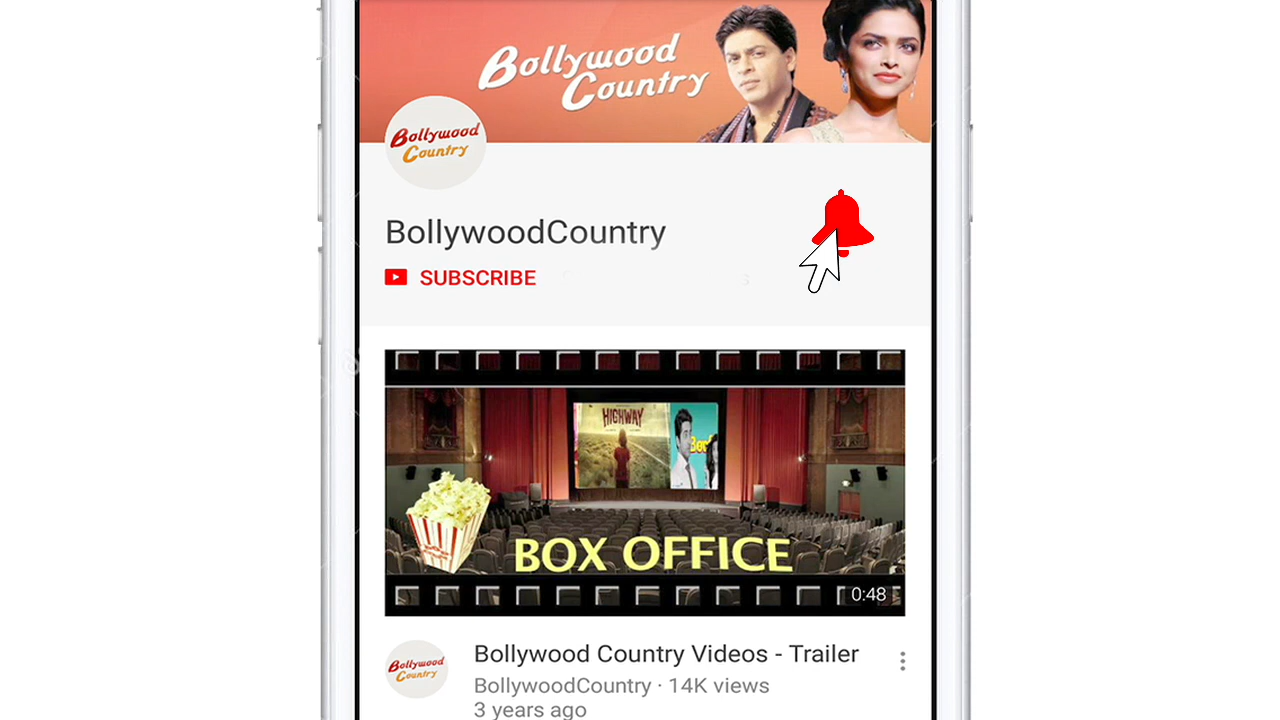 Bollywood
Country
Bollywood
Country
BollywoodCountry
SUBSCRIBE
HIGHWAY
BOX OFFICE
0:48
Bollywood Country Videos - Trailer
Bollywood
Country
BollywoodCountry · 14K views
3 years ago